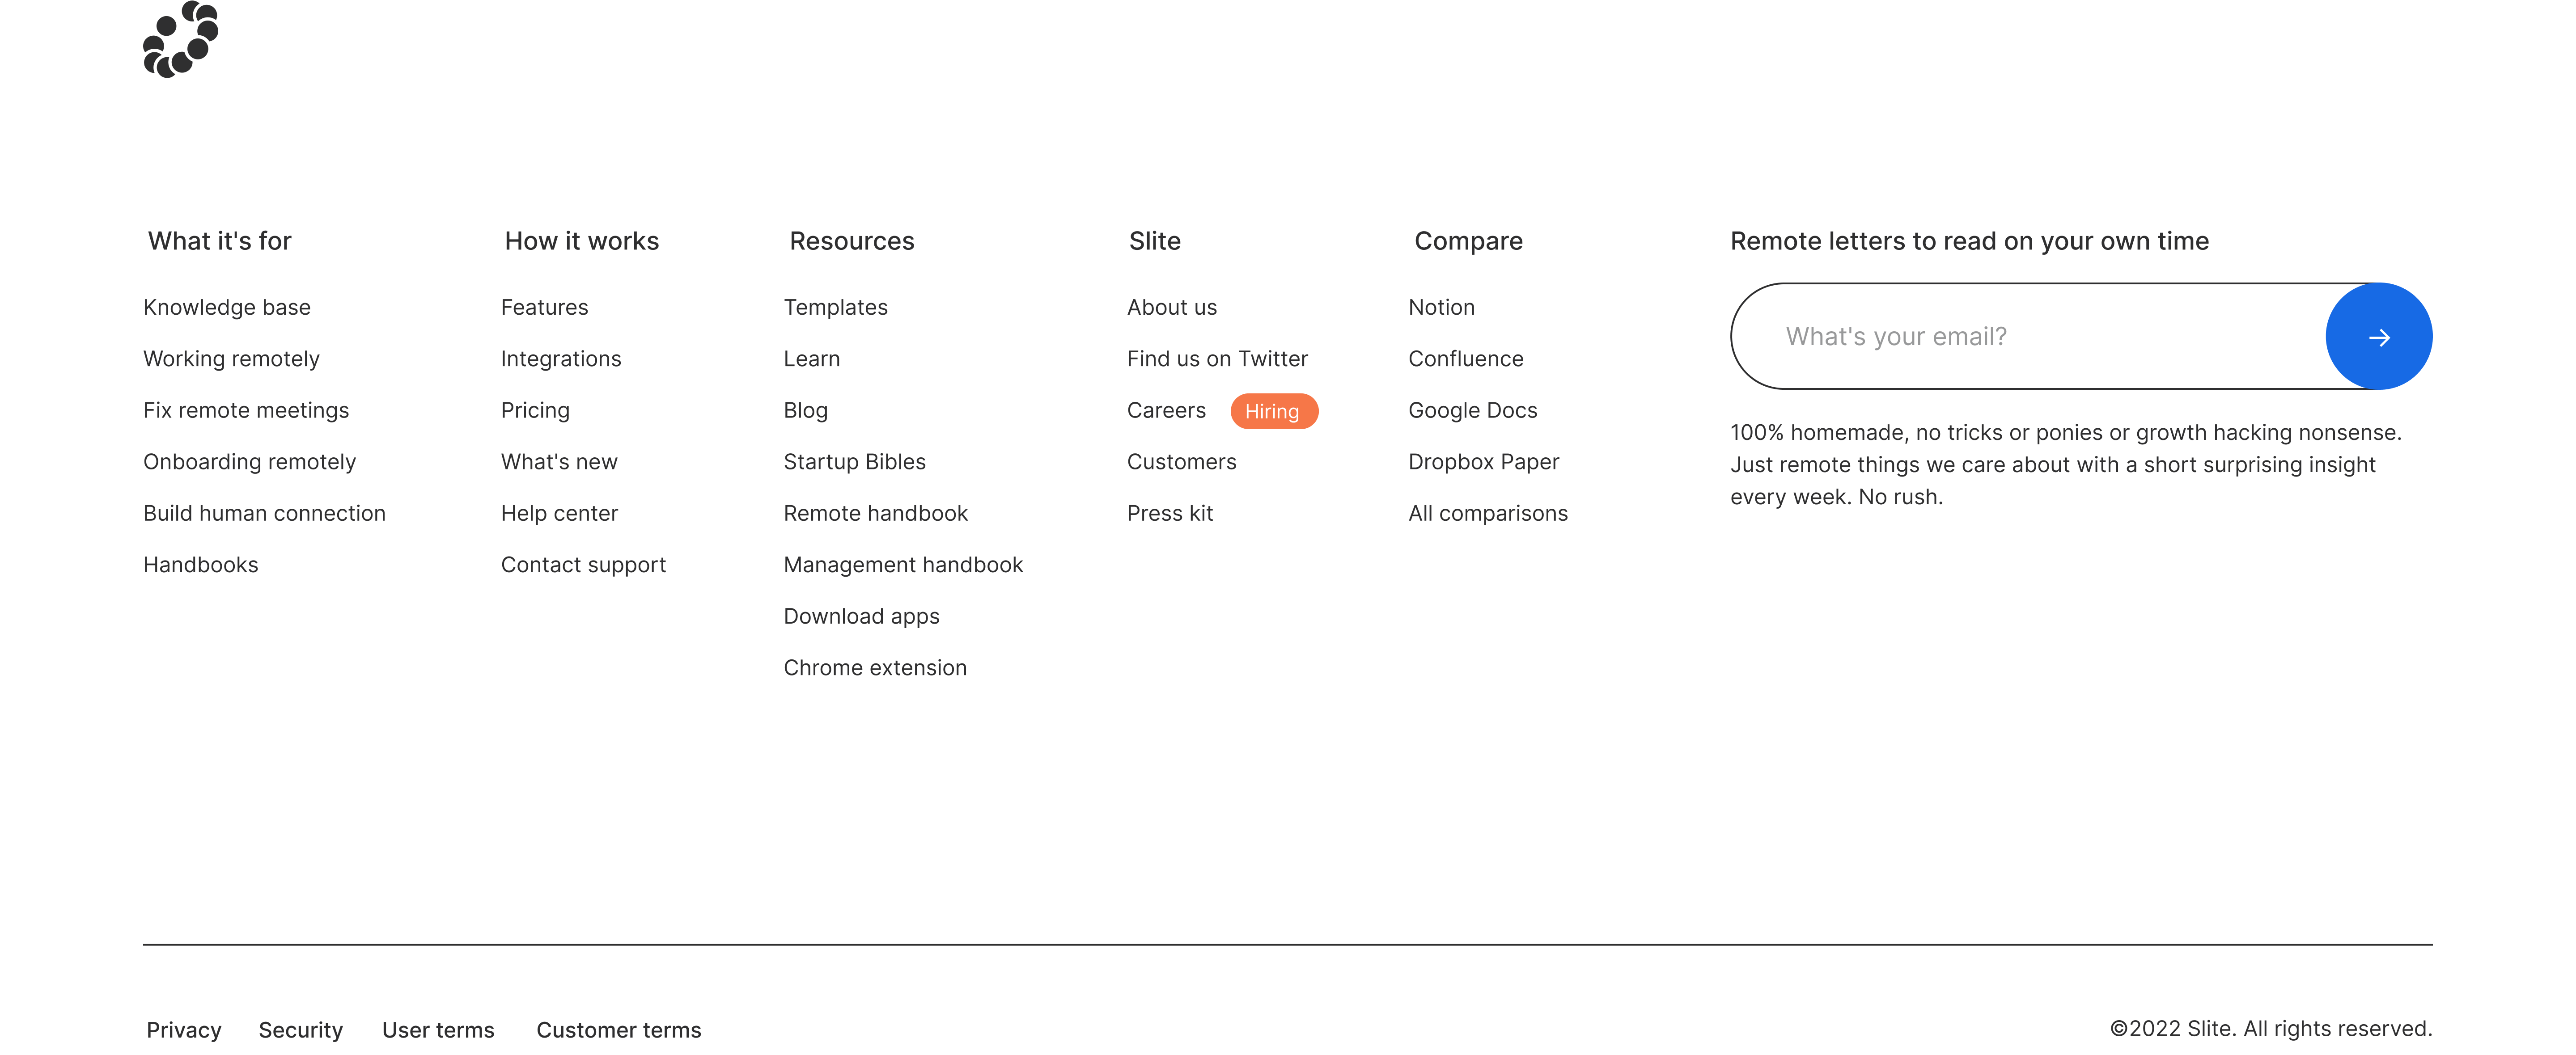 What it's for
Knowledge base
Working remotely
Fix remote meetings
Onboarding remotely
Build human connection
Handbooks
How it works
Features
Integrations
Pricing
What's new
Help center
Contact support
Resources
Templates
Learn
Blog
Startup Bibles
Remote handbook
Management handbook
Download apps
Chrome extension
Slite
About us
Find us on Twitter
Careers Hiring
Customers
Press kit
Compare
Notion
Confluence
Google Docs
Dropbox Paper
All comparisons
Remote letters to read on your own time
What's your email?
100% homemade, no tricks or ponies or growth hacking nonsense.
Just remote things we care about with a short surprising insight
every week. No rush.
Privacy Security User terms Customer terms
©2022 Slite. All rights reserved.